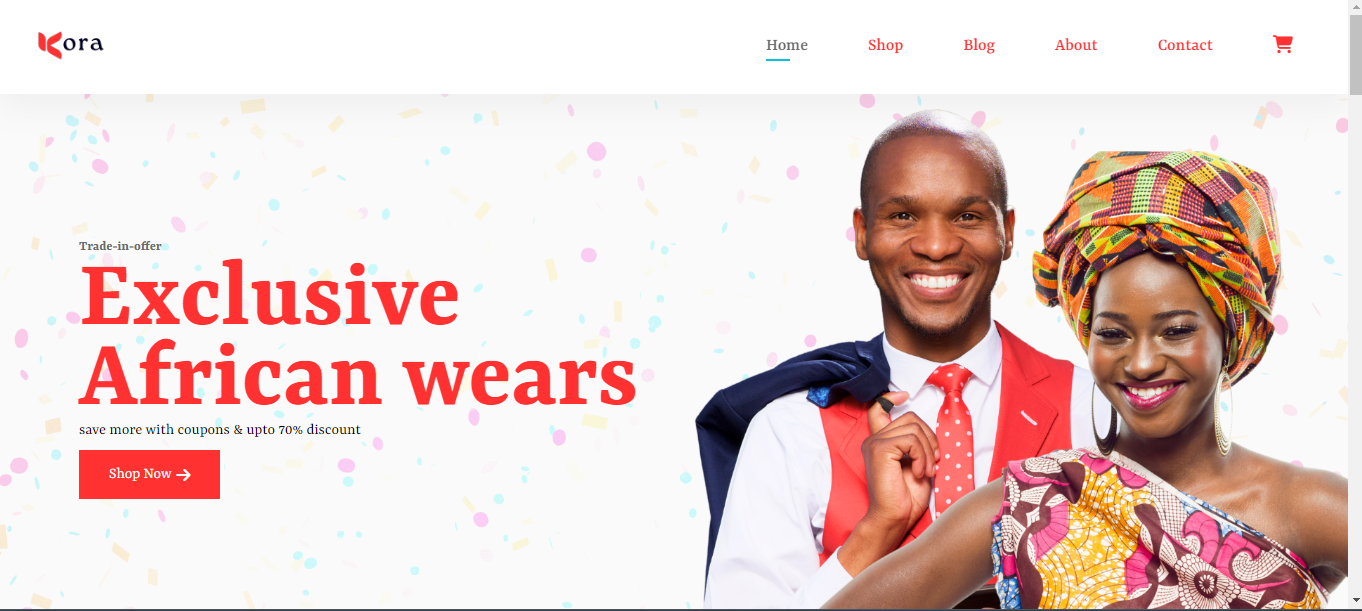 Kora
Home Shop Blog About Contact
Trade-in-offer
Exclusive
African wears
save more with coupons & upto 70% discount
Shop Now